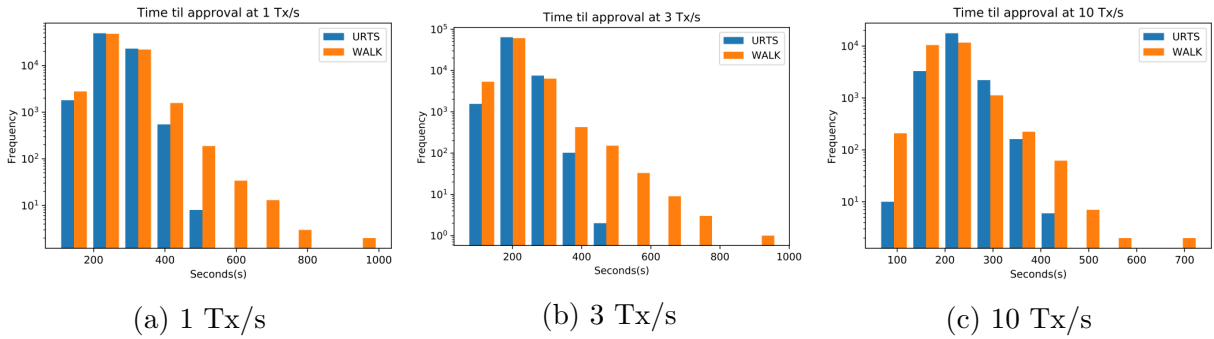 Time til approval at 1 Tx/s
URTS
WALK
10^4
10^3
10^2
10^1
Frequency
200 400 600 800 1000
Seconds(s)
(a) 1 Tx/s
Time til approval at 3 Tx/s
URTS
WALK
10^5
10^4
10^3
10^2
10^1
10^0
Frequency
200 400 600 800 1000
Seconds(s)
(b) 3 Tx/s
Time til approval at 10 Tx/s
URTS
WALK
10^4
10^3
10^2
10^1
Frequency
100 200 300 400 500 600 700
Seconds(s)
(c) 10 Tx/s